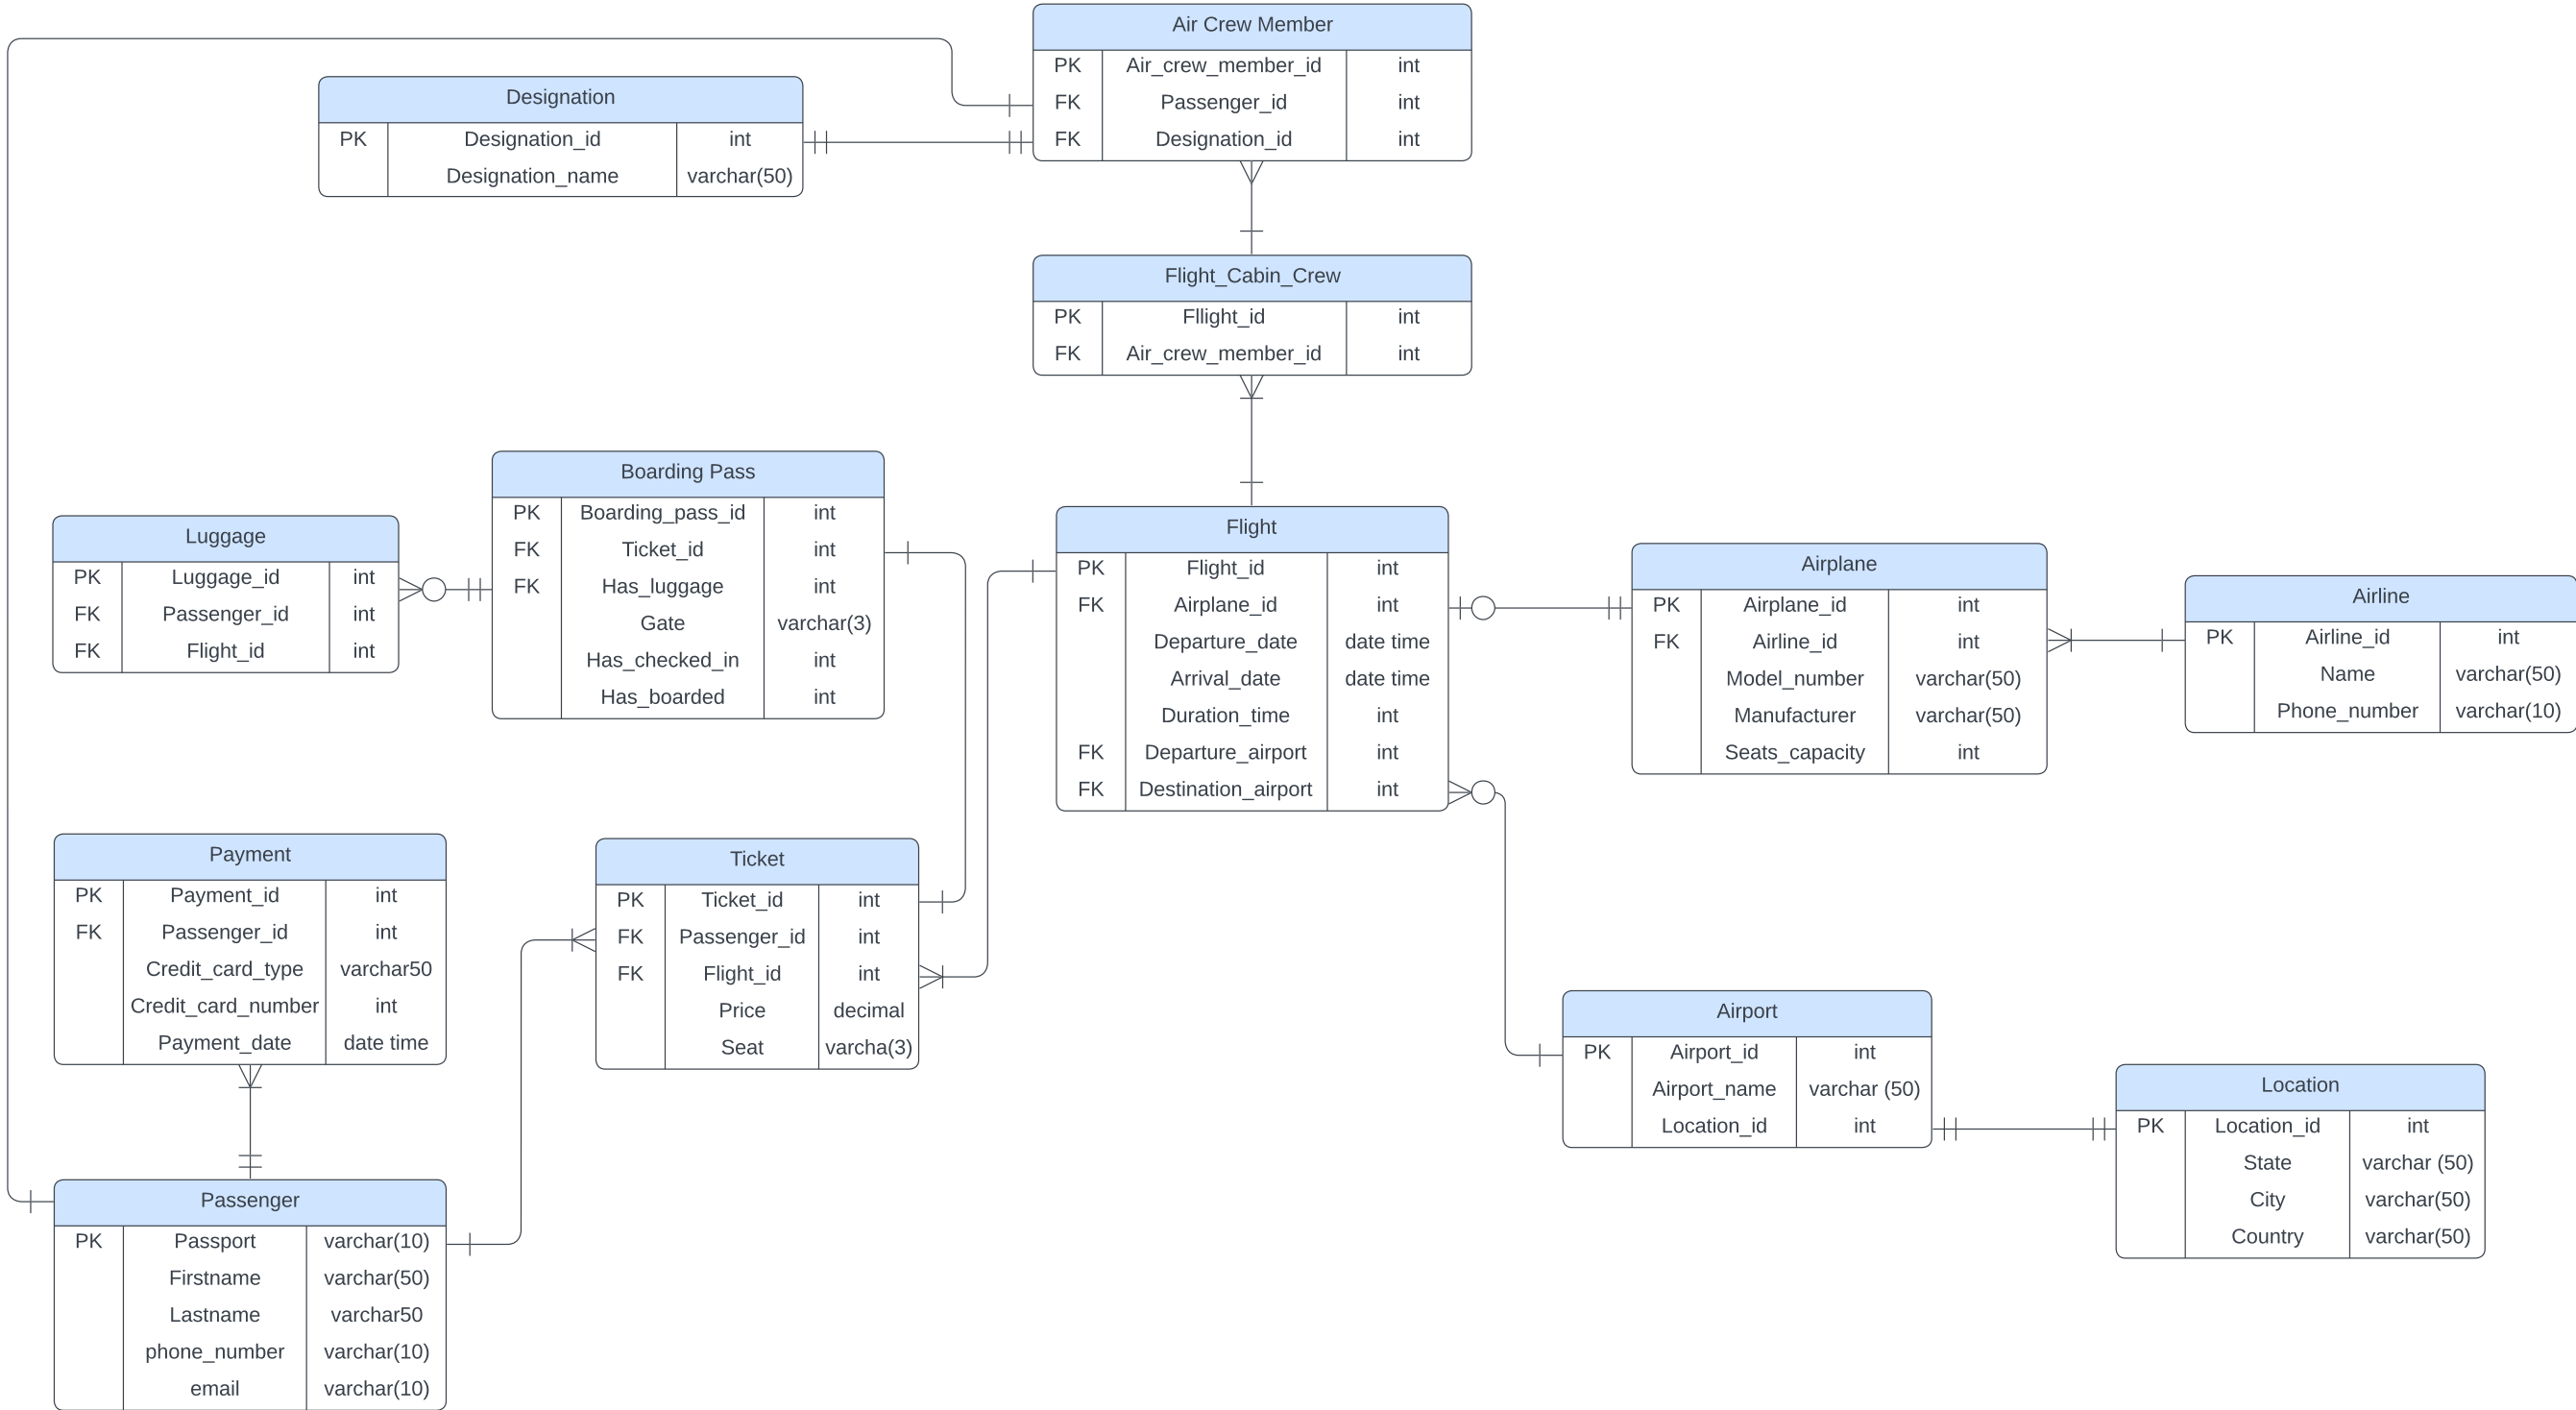 Air Crew Member
PK Air_crew_member_id int
FK Passenger_id int
FK Designation_id int
Designation
PK Designation_id int
Designation_name varchar(50)
Flight_Cabin_Crew
PK Fllight_id int
FK Air_crew_member_id int
Boarding Pass
PK Boarding_pass_id int
FK Ticket_id int
FK Has_luggage int
Gate varchar(3)
Has_checked_in int
Has_boarded int
Luggage
PK Luggage_id int
FK Passenger_id int
FK Flight_id int
Flight
PK Flight_id int
FK Airplane_id int
Departure_date date time
Arrival_date date time
Duration_time int
FK Departure_airport int
FK Destination_airport int
Airplane
PK Airplane_id int
FK Airline_id int
Model_number varchar(50)
Manufacturer varchar(50)
Seats_capacity int
Airline
PK Airline_id int
Name varchar(50)
Phone_number varchar(10)
Payment
PK Payment_id int
FK Passenger_id int
Credit_card_type varchar50
Credit_card_number int
Payment_date date time
Ticket
PK Ticket_id int
FK Passenger_id int
FK Flight_id int
Price decimal
Seat varcha(3)
Airport
PK Airport_id int
Airport_name varchar (50)
Location_id int
Location
PK Location_id int
State varchar (50)
City varchar(50)
Country varchar(50)
Passenger
PK Passport varchar(10)
Firstname varchar(50)
Lastname varchar50
phone_number varchar(10)
email varchar(10)